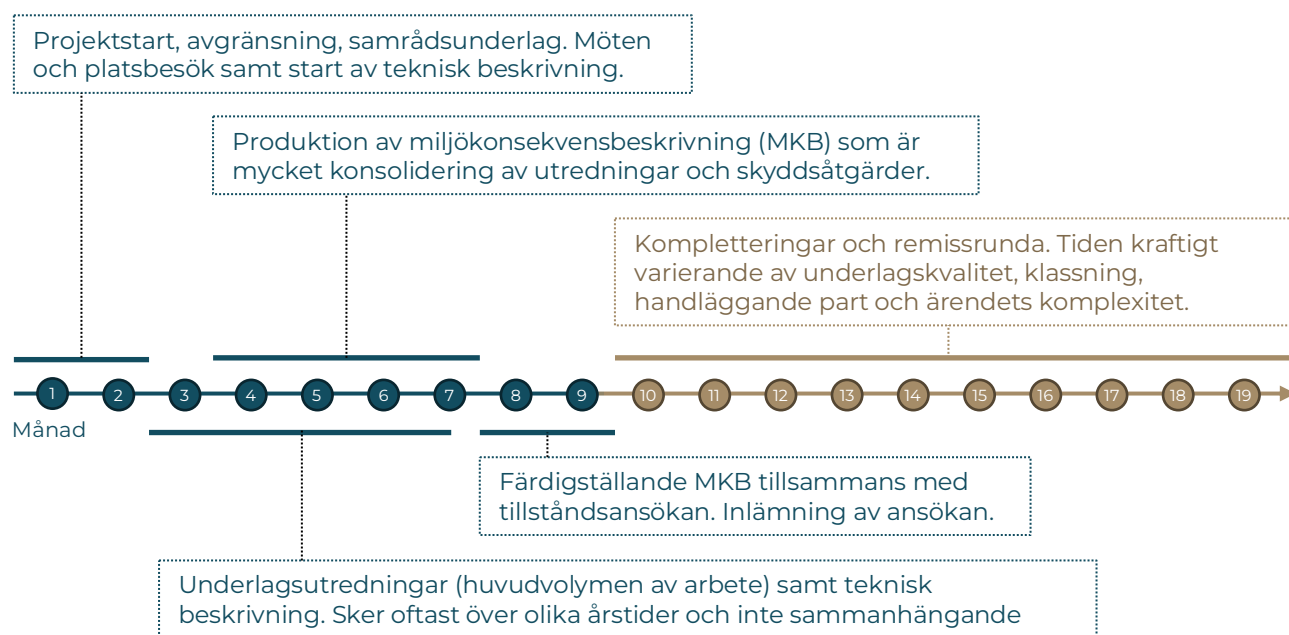 Projektstart, avgränsning, samrådsunderlag. Möten
och platsbesök samt start av teknisk beskrivning.
Produktion av miljökonsekvensbeskrivning (MKB) som är
mycket konsolidering av utredningar och skyddsåtgärder.
Kompletteringar och remissrunda. Tiden kraftigt
varierande av underlagskvalitet, klassning,
handläggande part och ärendets komplexitet.
1 2 3 4 5 6 7 8 9 10 11 12 13 14 15 16 17 18 19
Månad
Färdigställande MKB tillsammans med
tillståndsansökan. Inlämning av ansökan.
Underlagsutredningar (huvudvolymen av arbete) samt teknisk
beskrivning. Sker oftast över olika årstider och inte sammanhängande